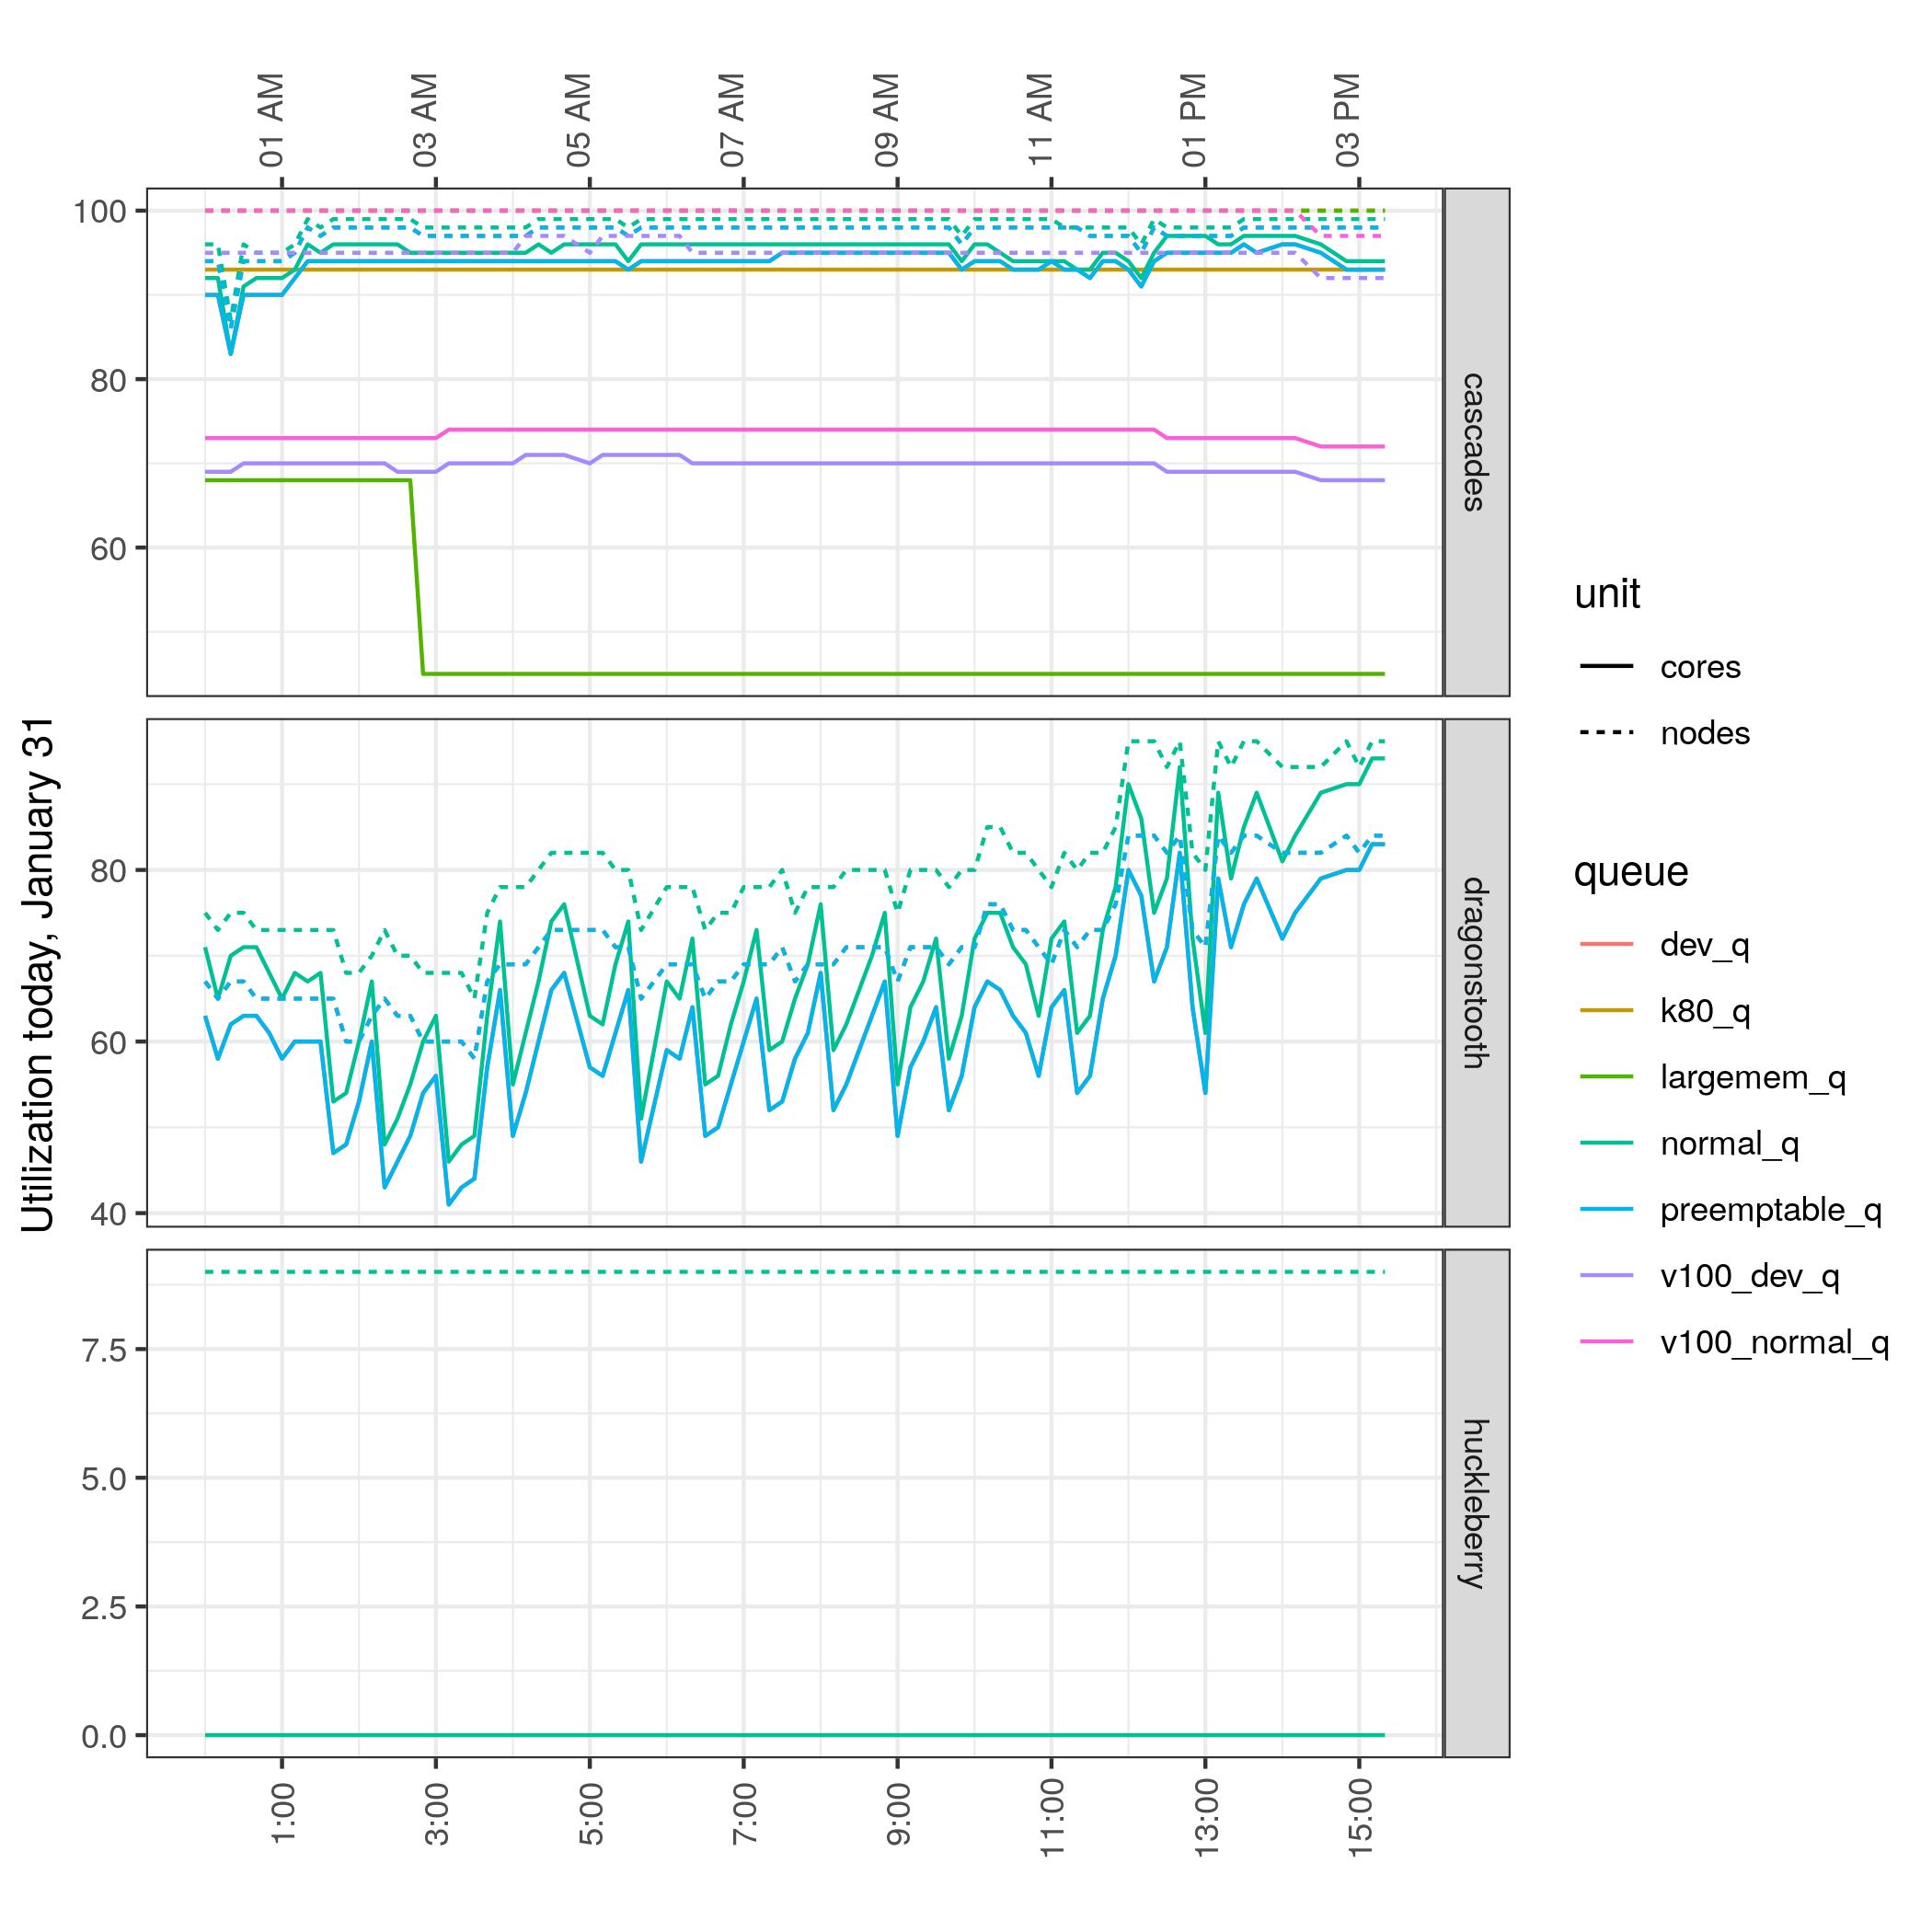 01 AM
03 AM
05 AM
07 AM
09 AM
11 AM
01 PM
03 PM
100
80
60
cascades
Utilization today, January 31
80
60
40
dragonstooth
7.5
5.0
2.5
0.0
huckleberry
1:00
3:00
5:00
7:00
9:00
11:00
13:00
15:00
unit
cores
nodes
queue
dev_q
k80_q
largemem_q
normal_q
preemptable_q
v100_dev_q
v100_normal_q